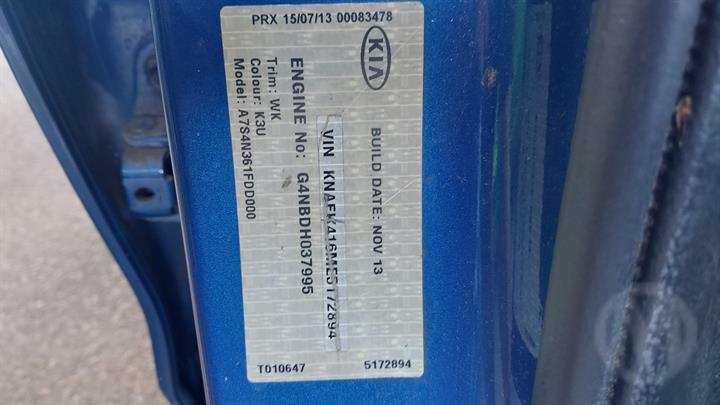 PRX 15/07/13 00083478
KIA
BUILD DATE: NOV 13
VIN
ENGINE No: G4NBDH037995
Trim: WK
Colour: K3U
Model: A7S4N361FDD000
T010647
5172894